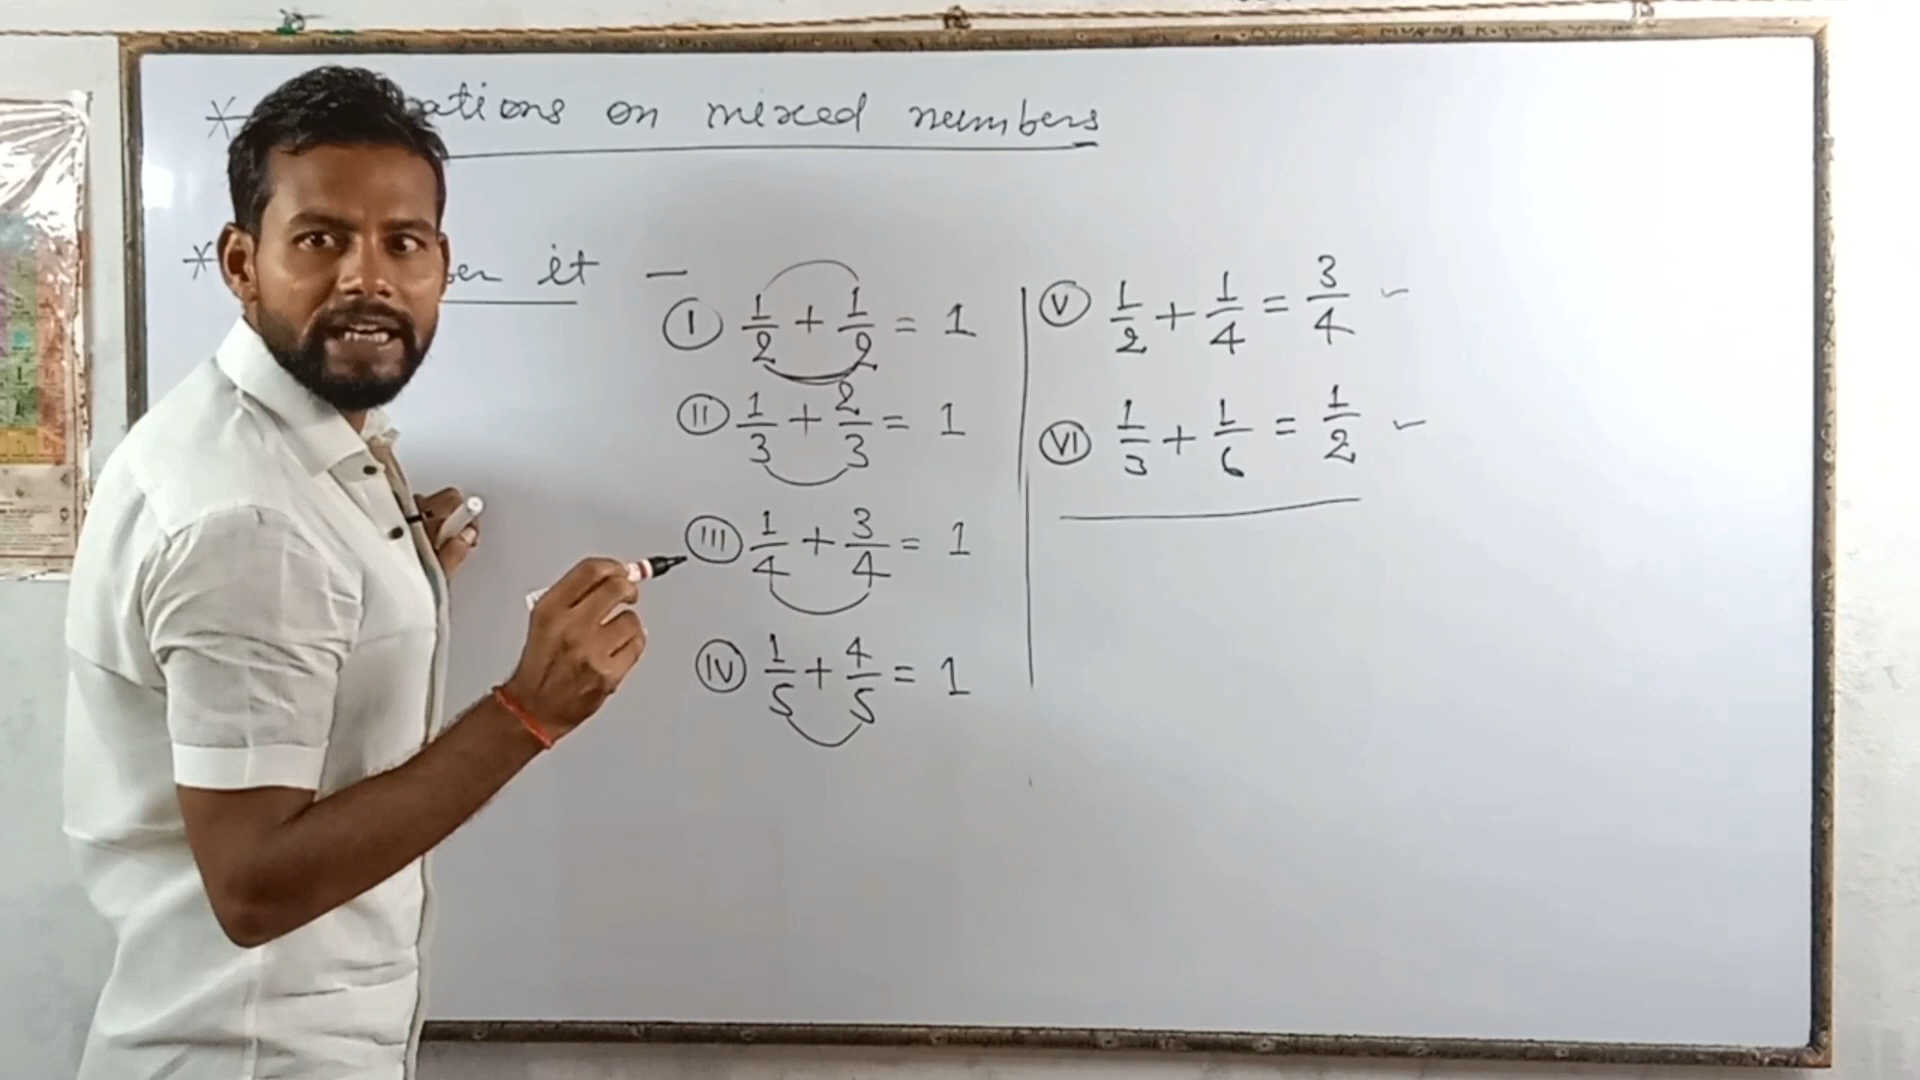 * ations on mixed numbers
* ber it —
(I) 1/2 + 1/2 = 1
(II) 1/3 + 2/3 = 1
(III) 1/4 + 3/4 = 1
(IV) 1/5 + 4/5 = 1
(V) 1/2 + 1/4 = 3/4
(VI) 1/3 + 1/6 = 1/2